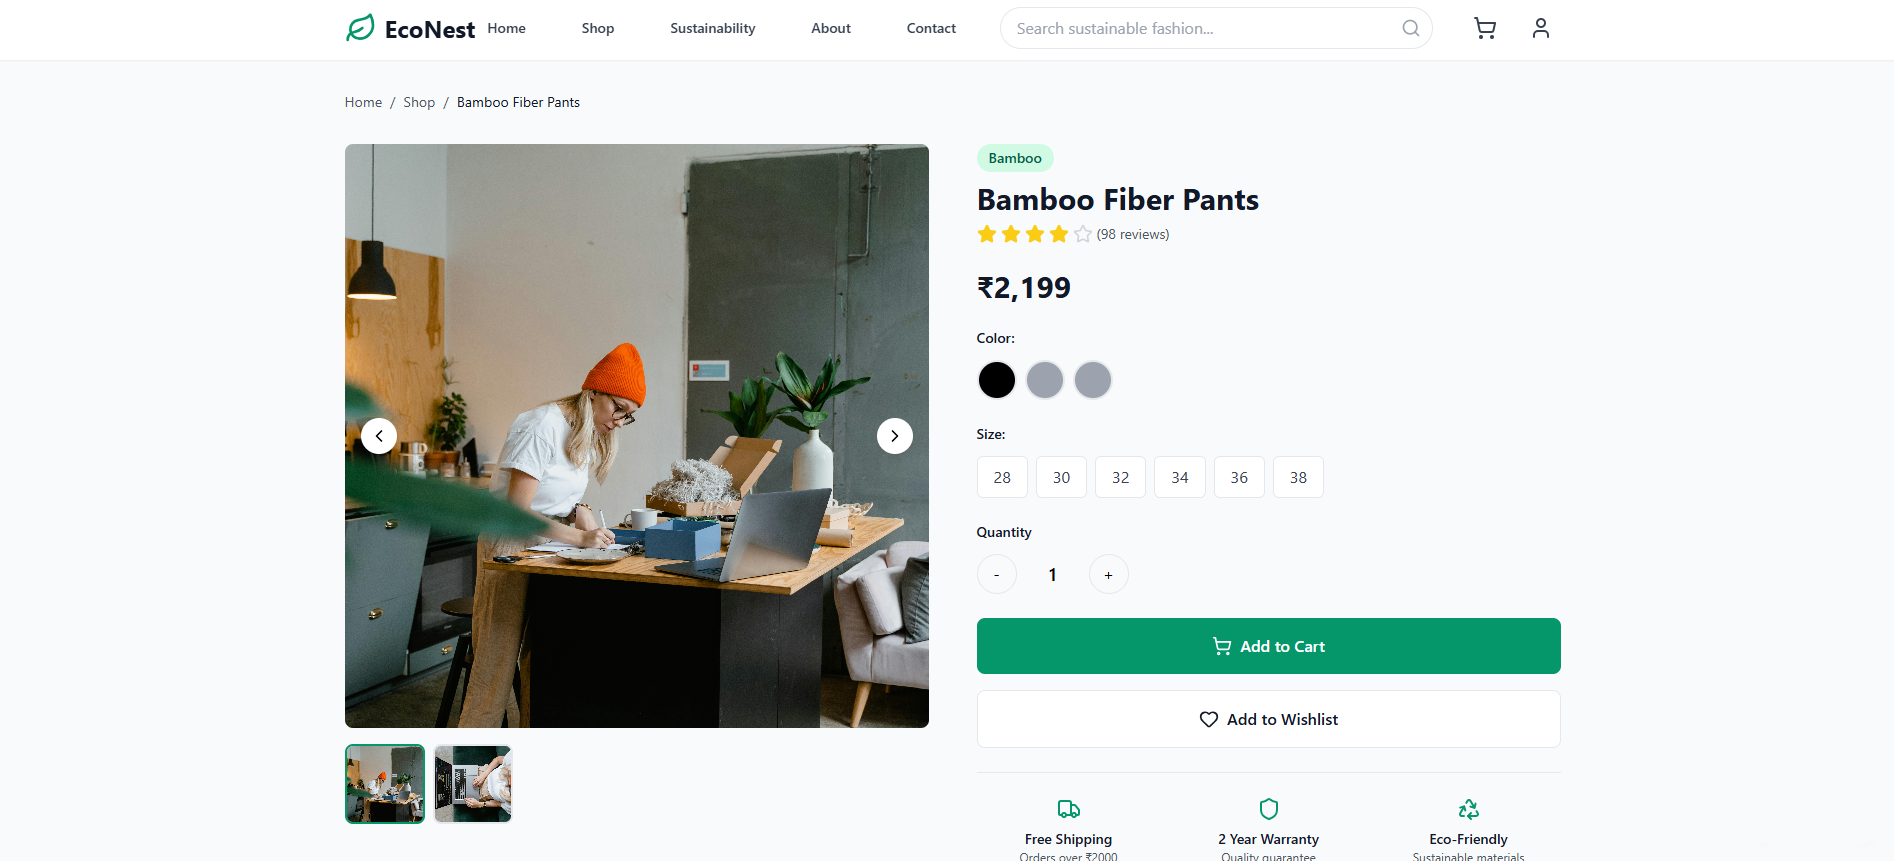 EcoNest
Home
Shop
Sustainability
About
Contact
Search sustainable fashion...
Home / Shop / Bamboo Fiber Pants
Bamboo
Bamboo Fiber Pants
(98 reviews)
₹2,199
Color:
Size:
28
30
32
34
36
38
Quantity
-
1
+
Add to Cart
Add to Wishlist
Free Shipping
Orders over ₹2000
2 Year Warranty
Quality guarantee
Eco-Friendly
Sustainable materials